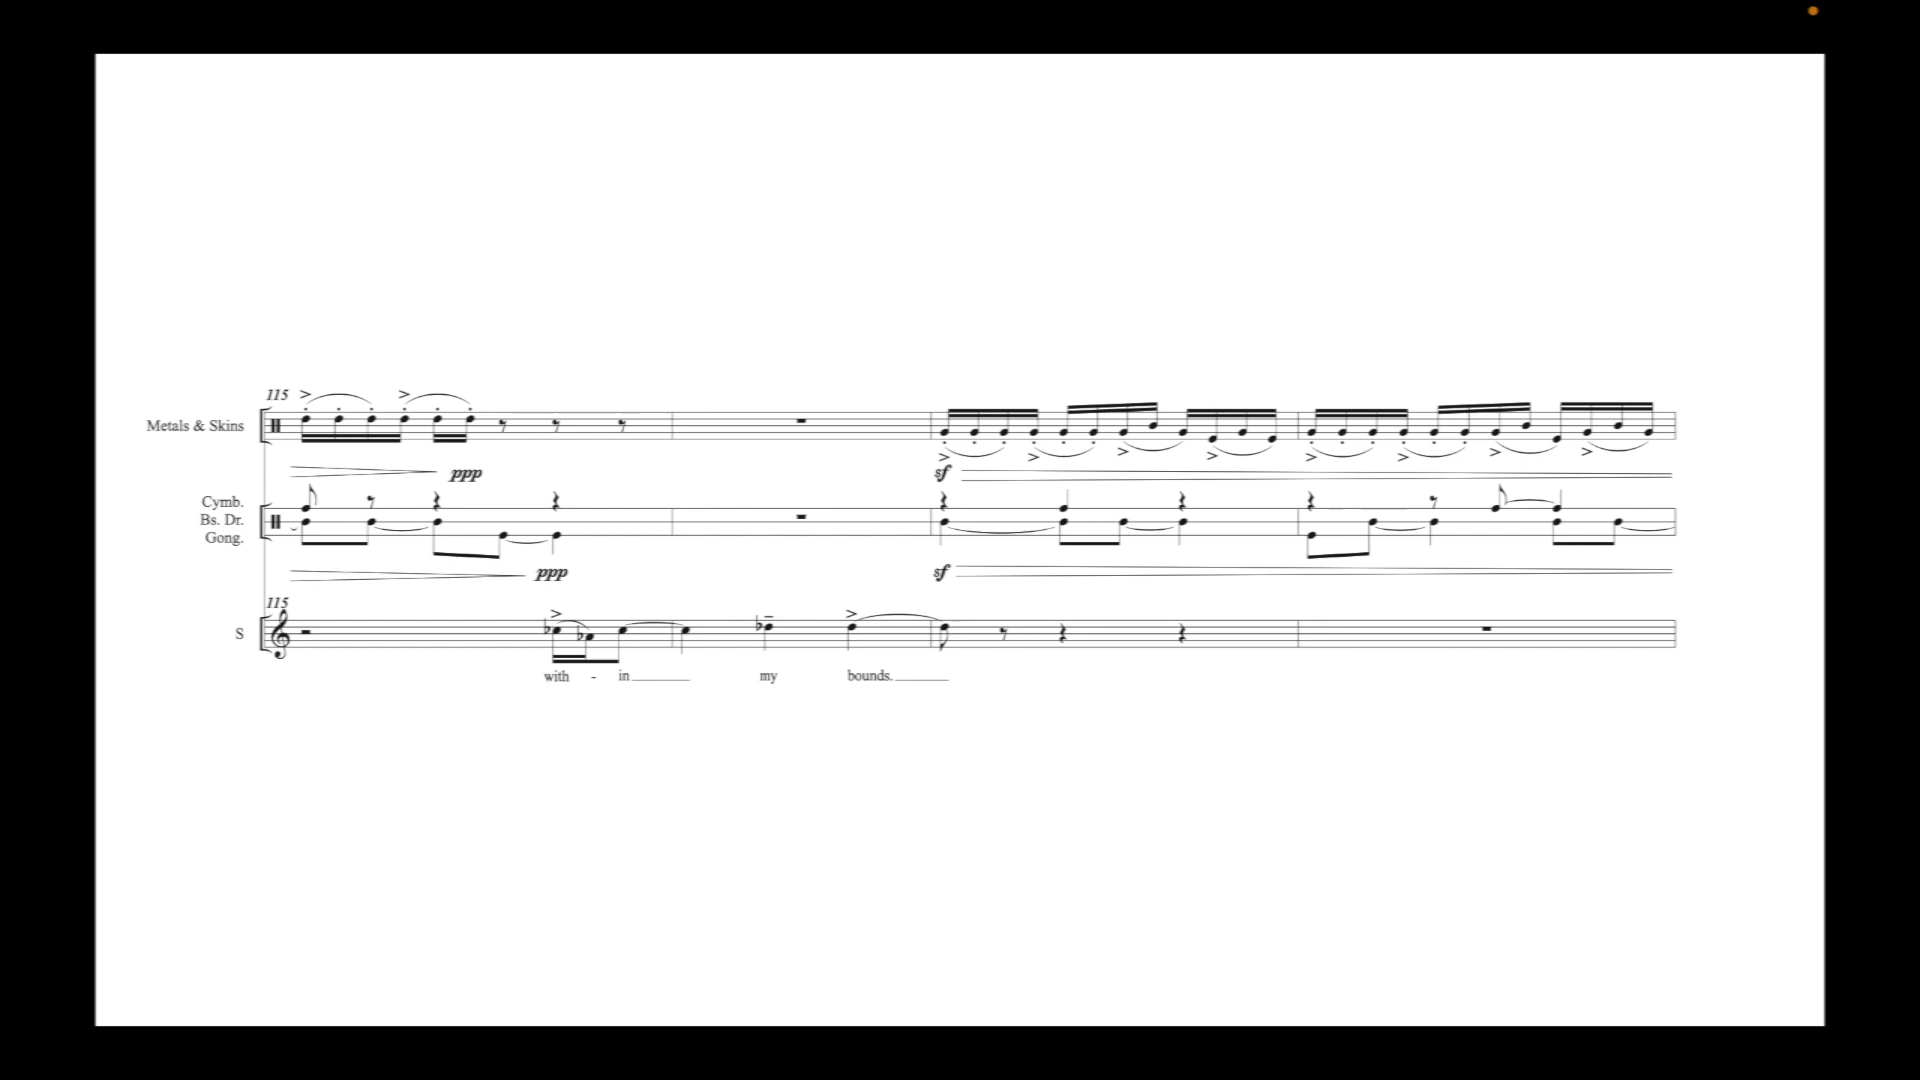 115
Metals & Skins
ppp
sf
Cymb.
Bs. Dr.
Gong.
ppp
sf
115
S
with - in my bounds.